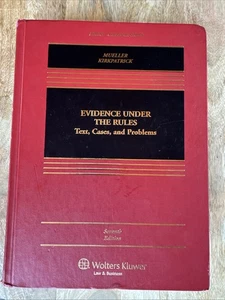 MUELLER
KIRKPATRICK
EVIDENCE UNDER
THE RULES
Text, Cases, and Problems
Seventh
Edition
Wolters Kluwer
Law & Business